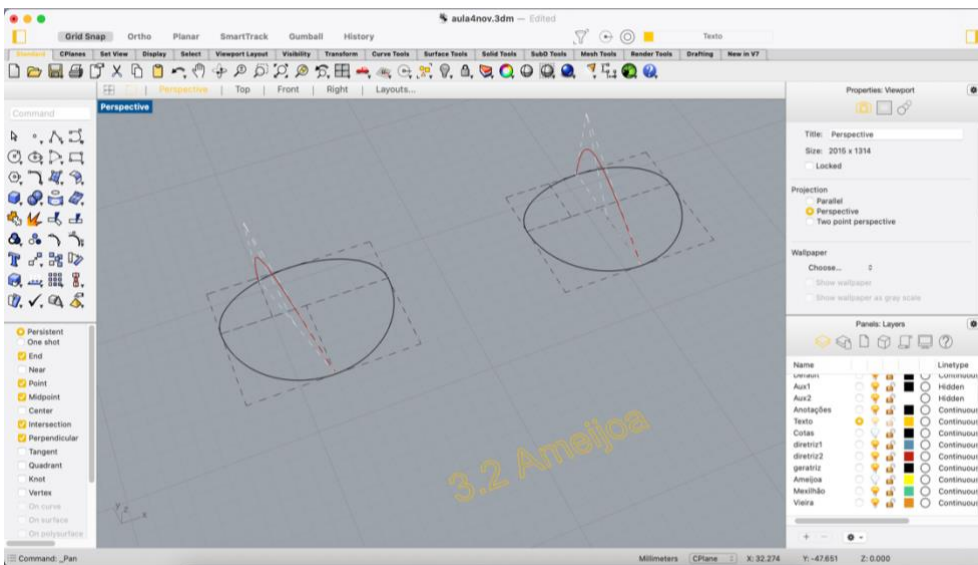 aula4nov.3dm — Edited
Grid Snap Ortho Planar SmartTrack Gumball History Texto
Standard CPlanes Set View Display Select Viewport Layout Visibility Transform Curve Tools Surface Tools Solid Tools SubD Tools Mesh Tools Render Tools Drafting New in V7
Perspective Top Front Right Layouts...
Command
Perspective
3.2 Ameijoa
y x
Persistent
One shot
End
Near
Point
Midpoint
Center
Intersection
Perpendicular
Tangent
Quadrant
Knot
Vertex
On curve
On surface
On polysurface
Properties: Viewport
Title: Perspective
Size: 2015 x 1314
Locked
Projection
Parallel
Perspective
Two point perspective
Wallpaper
Choose...
Show wallpaper
Show wallpaper as gray scale
Panels: Layers
Name Linetype
Default Continuous
Aux1 Hidden
Aux2 Hidden
Anotações Continuous
Texto Continuous
Cotas Continuous
diretriz1 Continuous
diretriz2 Continuous
geratriz Continuous
Ameijoa Continuous
Mexilhão Continuous
Vieira Continuous
Command: _Pan Millimeters CPlane X: 32.274 Y: -47.651 Z: 0.000